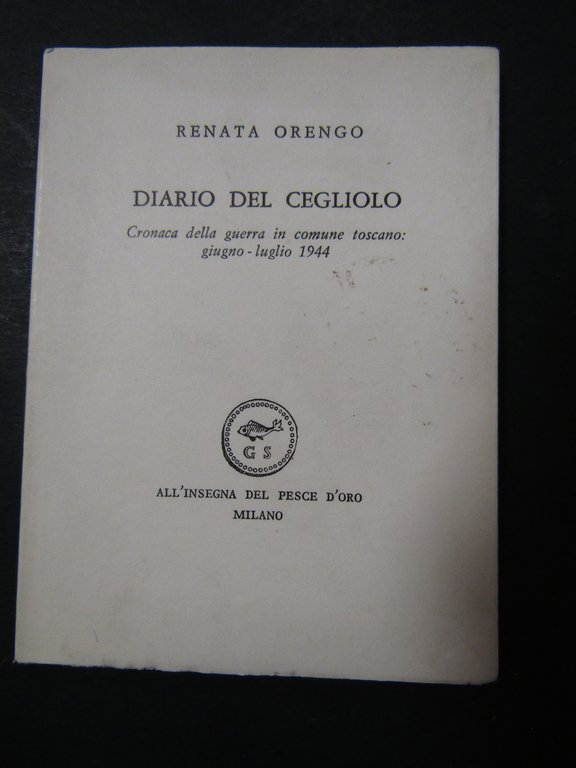 RENATA ORENGO
DIARIO DEL CEGLIOLO
Cronaca della guerra in comune toscano:
giugno - luglio 1944
G S
ALL'INSEGNA DEL PESCE D'ORO
MILANO